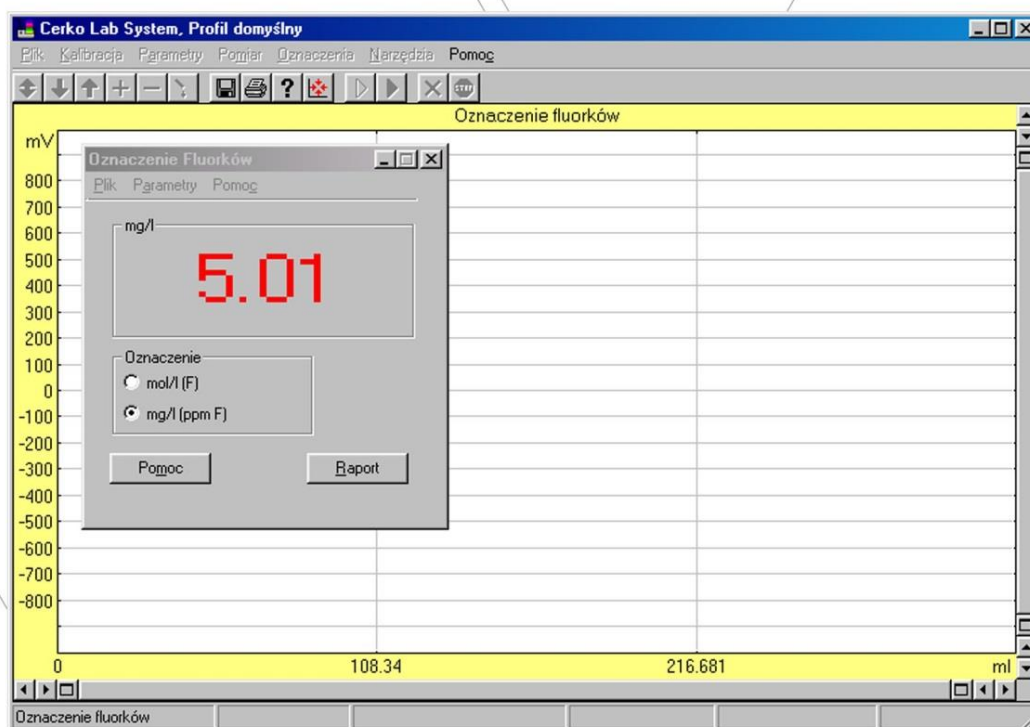 Cerko Lab System, Profil domyślny
Plik Kalibracja Parametry Pomiar Oznaczenia Narzędzia Pomoc
STOP
Oznaczenie fluorków
mV
800
700
600
500
400
300
200
100
0
-100
-200
-300
-400
-500
-600
-700
-800
Oznaczenie Fluorków
Plik Parametry Pomoc
mg/l
5.01
Oznaczenie
mol/l (F)
mg/l (ppm F)
Pomoc Raport
0 108.34 216.681 ml
Oznaczenie fluorków